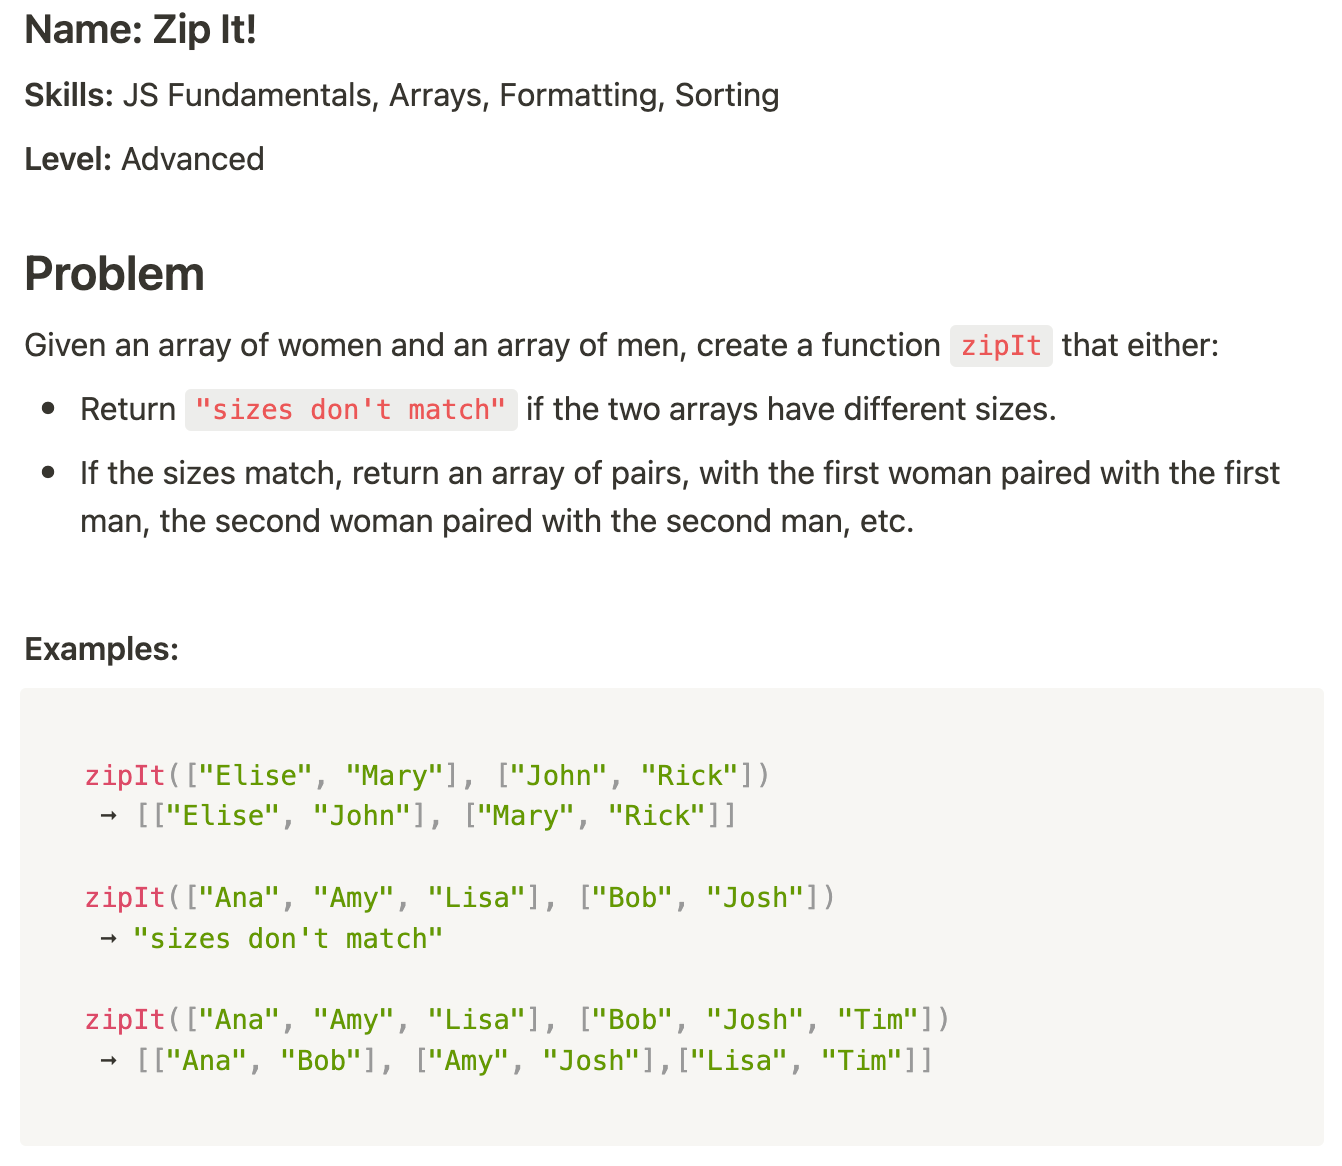 Name: Zip It!
Skills: JS Fundamentals, Arrays, Formatting, Sorting
Level: Advanced
Problem
Given an array of women and an array of men, create a function zipIt that either:
• Return "sizes don't match" if the two arrays have different sizes.
• If the sizes match, return an array of pairs, with the first woman paired with the first
man, the second woman paired with the second man, etc.
Examples:
zipIt(["Elise", "Mary"], ["John", "Rick"])
→ [["Elise", "John"], ["Mary", "Rick"]]
zipIt(["Ana", "Amy", "Lisa"], ["Bob", "Josh"])
→ "sizes don't match"
zipIt(["Ana", "Amy", "Lisa"], ["Bob", "Josh", "Tim"])
→ [["Ana", "Bob"], ["Amy", "Josh"],["Lisa", "Tim"]]